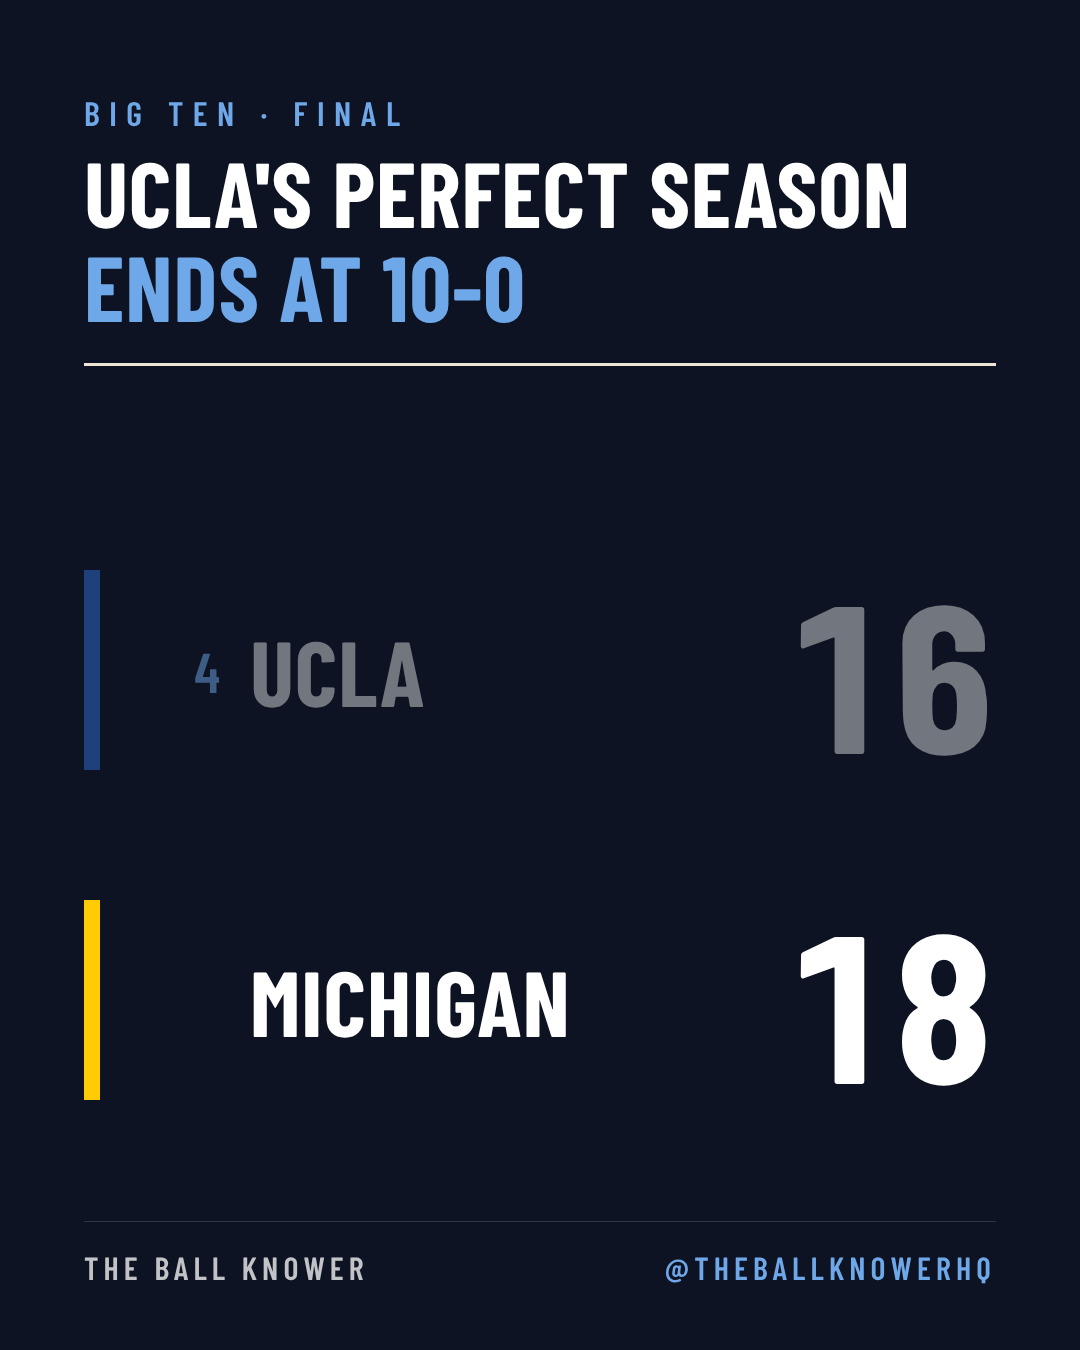 BIG TEN · FINAL
UCLA'S PERFECT SEASON
ENDS AT 10-0
4 UCLA 16
MICHIGAN 18
THE BALL KNOWER @THEBALLKNOWERHQ